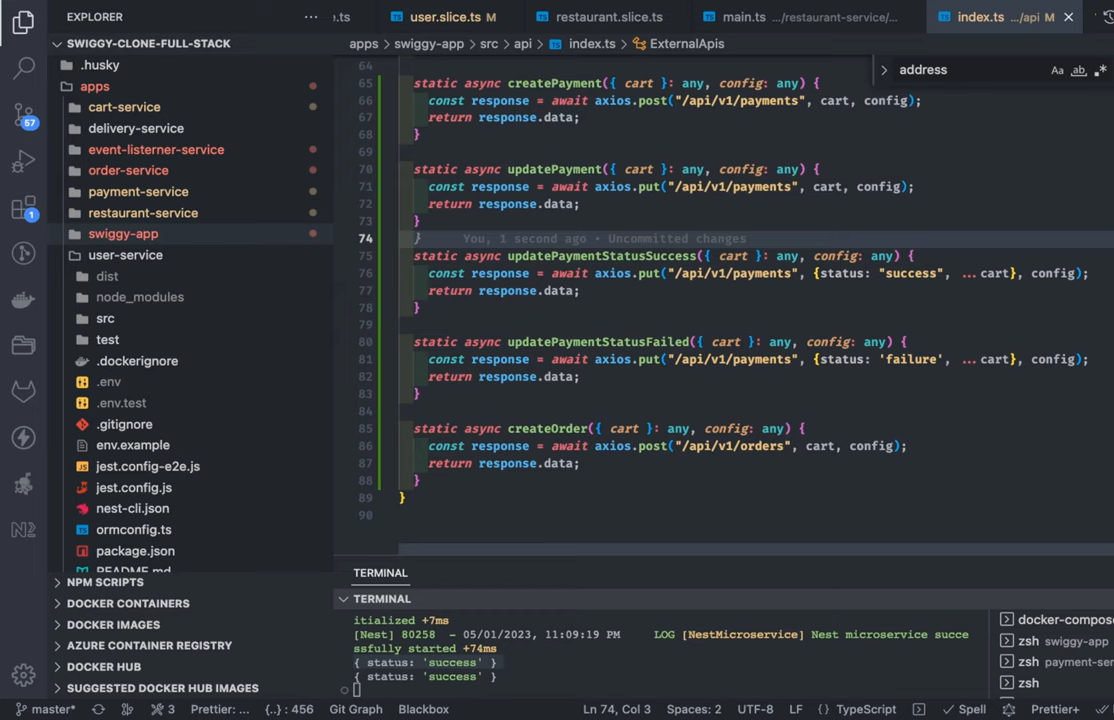 EXPLORER
...
e.ts
user.slice.ts M
restaurant.slice.ts
main.ts .../restaurant-service/...
index.ts .../api M
SWIGGY-CLONE-FULL-STACK
apps > swiggy-app > src > api > TS index.ts > ExternalApis
address
Aa
ab
.husky
apps
cart-service
delivery-service
event-listerner-service
order-service
payment-service
restaurant-service
swiggy-app
user-service
dist
node_modules
src
test
.dockerignore
.env
.env.test
.gitignore
env.example
jest.config-e2e.js
jest.config.js
nest-cli.json
ormconfig.ts
package.json
README.md
NPM SCRIPTS
DOCKER CONTAINERS
DOCKER IMAGES
AZURE CONTAINER REGISTRY
DOCKER HUB
SUGGESTED DOCKER HUB IMAGES
57
1
64
65 static async createPayment({ cart }: any, config: any) {
66 const response = await axios.post("/api/v1/payments", cart, config);
67 return response.data;
68 }
69
70 static async updatePayment({ cart }: any, config: any) {
71 const response = await axios.put("/api/v1/payments", cart, config);
72 return response.data;
73 }
74 } You, 1 second ago • Uncommitted changes
75 static async updatePaymentStatusSuccess({ cart }: any, config: any) {
76 const response = await axios.put("/api/v1/payments", {status: "success", ...cart}, config);
77 return response.data;
78 }
79
80 static async updatePaymentStatusFailed({ cart }: any, config: any) {
81 const response = await axios.put("/api/v1/payments", {status: 'failure', ...cart}, config);
82 return response.data;
83 }
84
85 static async createOrder({ cart }: any, config: any) {
86 const response = await axios.post("/api/v1/orders", cart, config);
87 return response.data;
88 }
89 }
90
TERMINAL
TERMINAL
itialized +7ms
[Nest] 80258 - 05/01/2023, 11:09:19 PM LOG [NestMicroservice] Nest microservice succe
ssfully started +74ms
{ status: 'success' }
{ status: 'success' }
docker-compos
zsh swiggy-app
zsh payment-ser
zsh
master*
3
Prettier: ...
{..} : 456
Git Graph
Blackbox
Ln 74, Col 3
Spaces: 2
UTF-8
LF
{} TypeScript
Spell
Prettier+